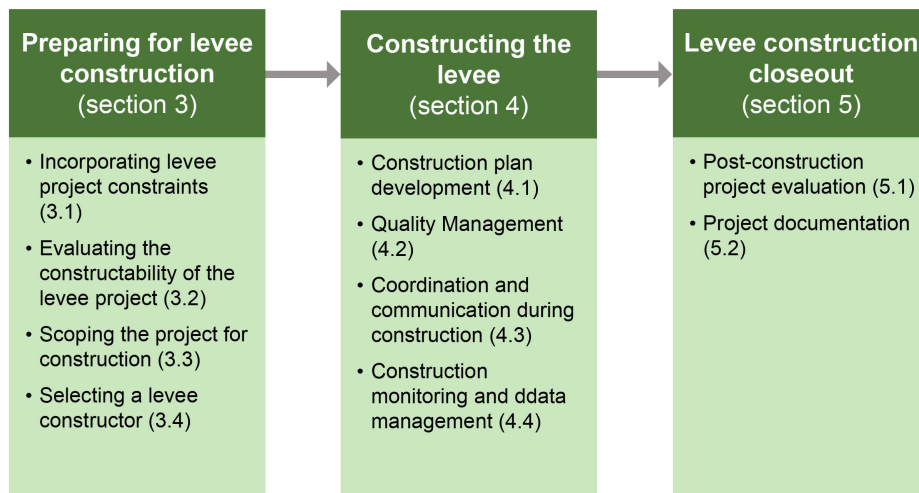 Preparing for levee
construction
(section 3)
• Incorporating levee
project constraints
(3.1)
• Evaluating the
constructability of the
levee project (3.2)
• Scoping the project for
construction (3.3)
• Selecting a levee
constructor (3.4)
Constructing the
levee
(section 4)
• Construction plan
development (4.1)
• Quality Management
(4.2)
• Coordination and
communication during
construction (4.3)
• Construction
monitoring and ddata
management (4.4)
Levee construction
closeout
(section 5)
• Post-construction
project evaluation (5.1)
• Project documentation
(5.2)